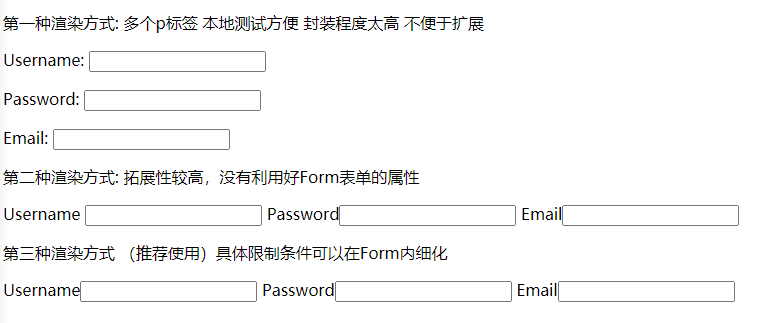 第一种渲染方式: 多个p标签 本地测试方便 封装程度太高 不便于扩展
Username:
Password:
Email:
第二种渲染方式: 拓展性较高，没有利用好Form表单的属性
Username Password Email
第三种渲染方式 （推荐使用）具体限制条件可以在Form内细化
Username Password Email